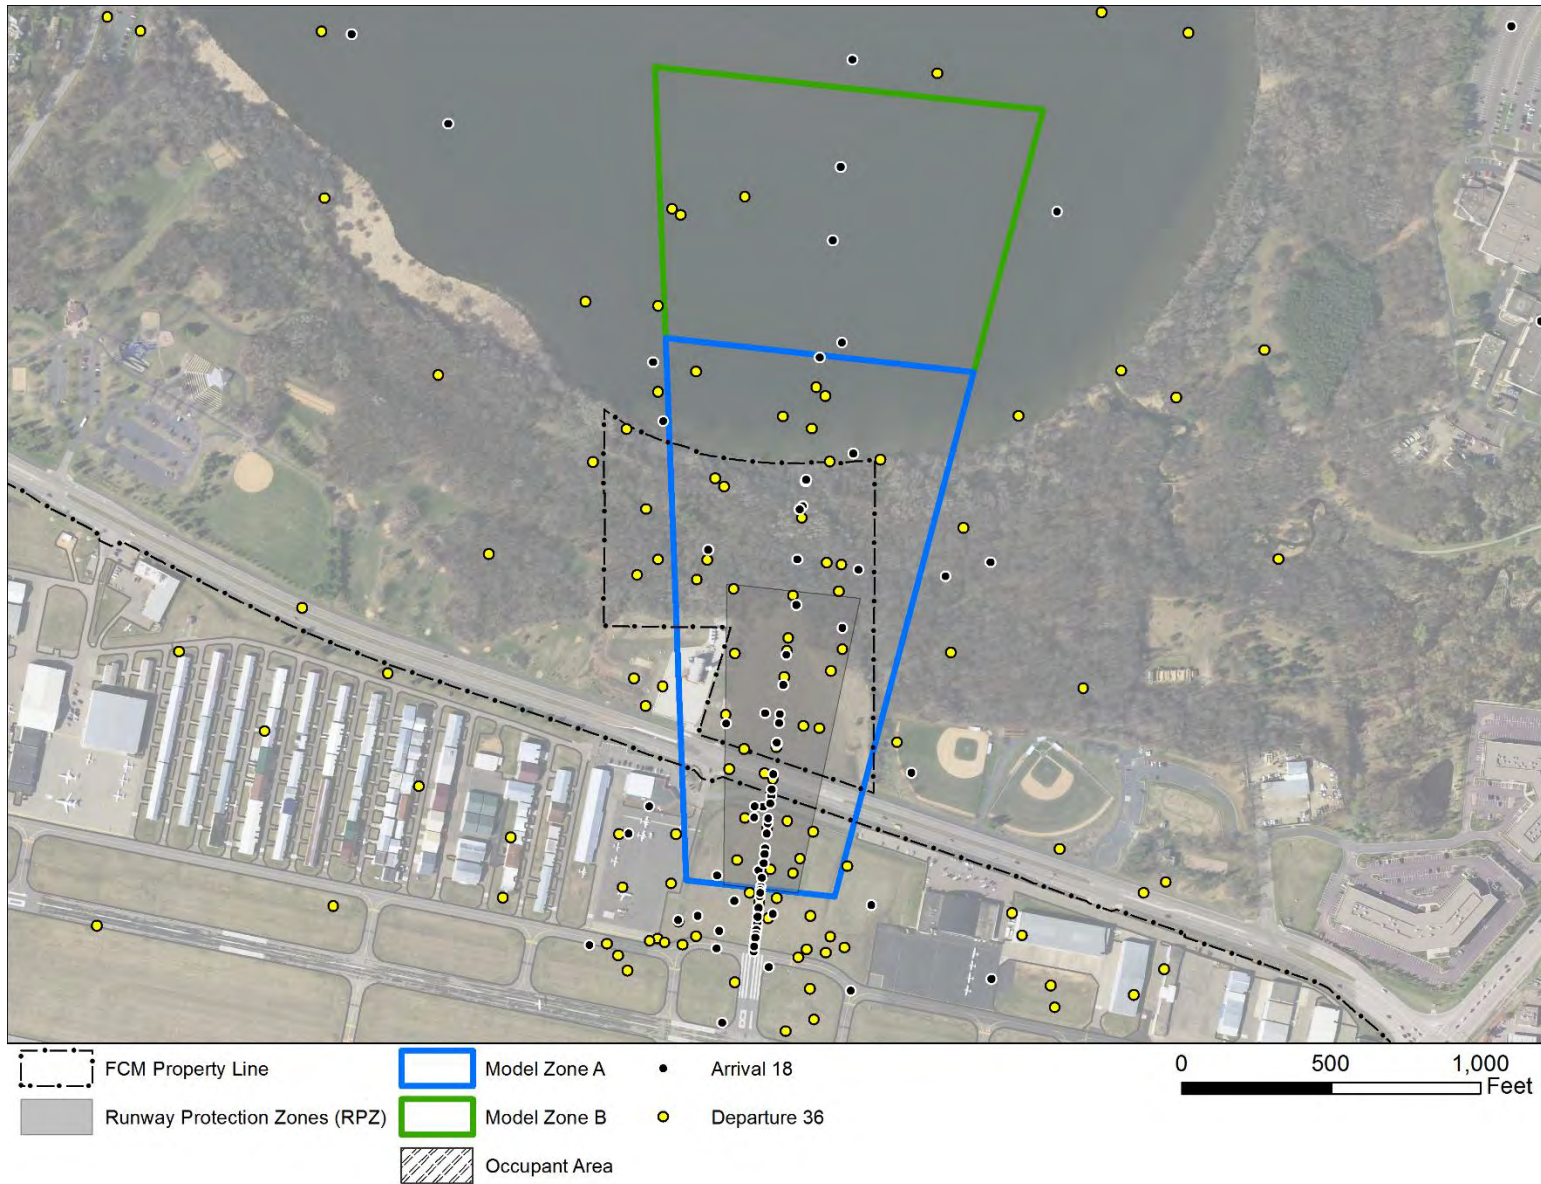 0 500 1,000
Feet
FCM Property Line
Model Zone A
Arrival 18
Runway Protection Zones (RPZ)
Model Zone B
Departure 36
Occupant Area